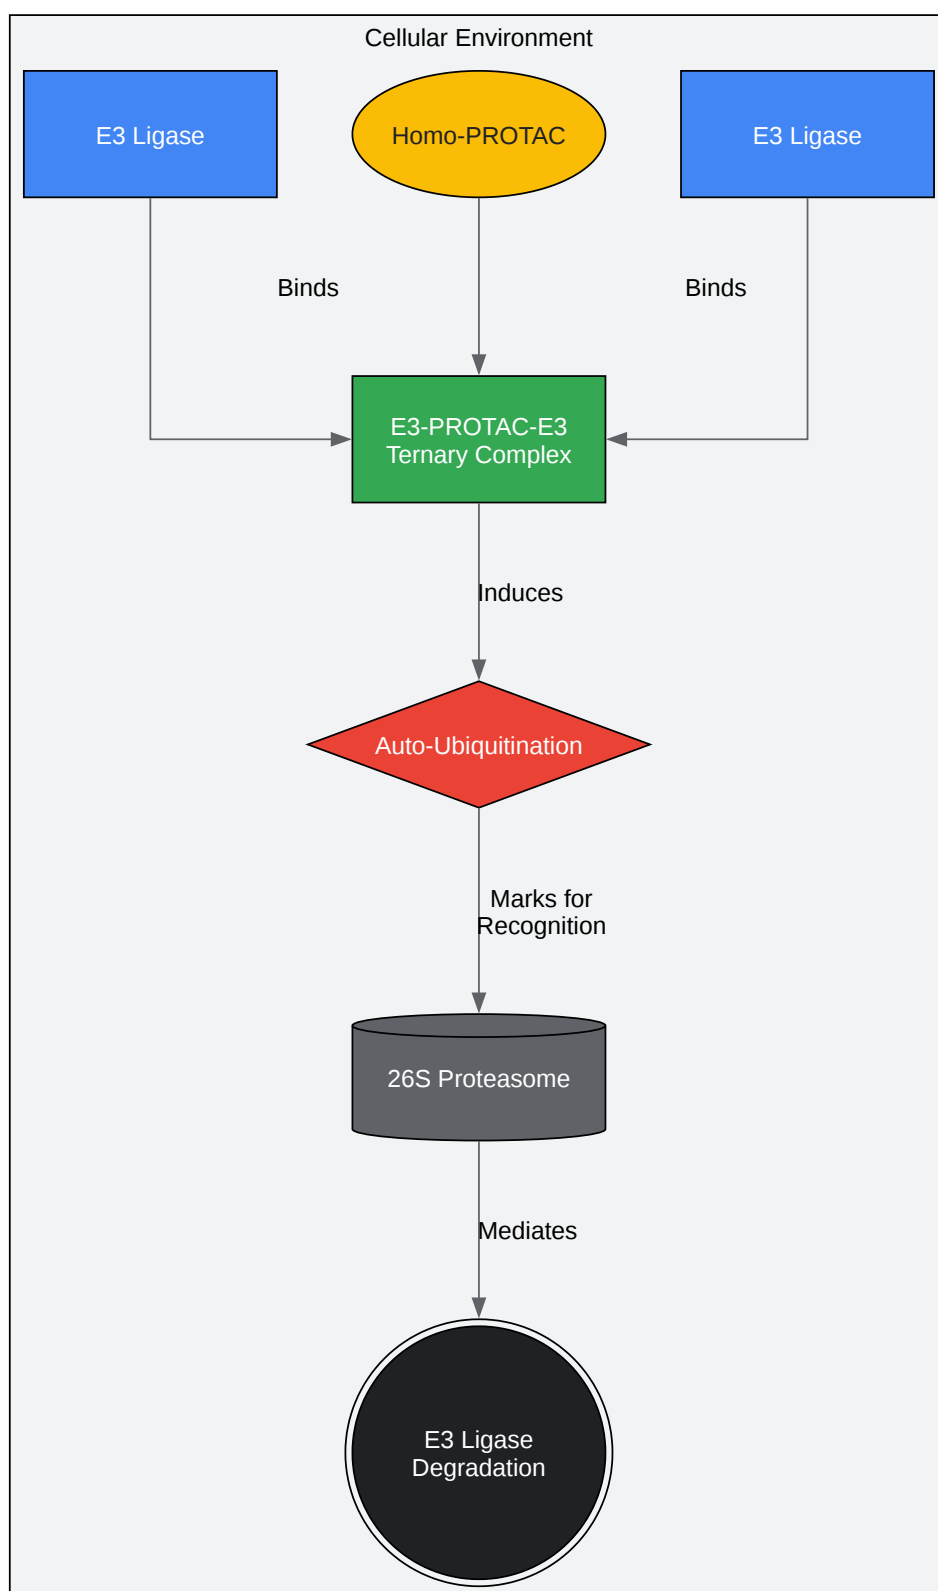 Cellular Environment
E3 Ligase
Homo-PROTAC
E3 Ligase
Binds
Binds
E3-PROTAC-E3
Ternary Complex
Induces
Auto-Ubiquitination
Marks for
Recognition
26S Proteasome
Mediates
E3 Ligase
Degradation